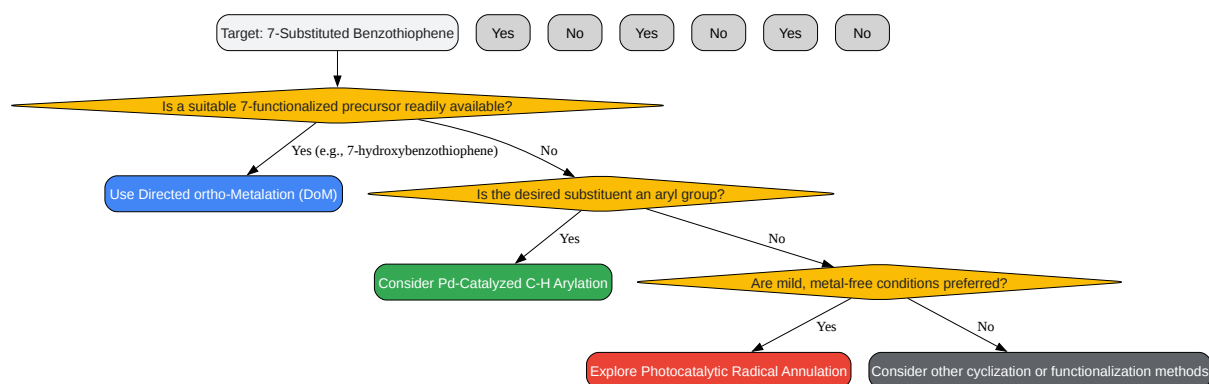 Target: 7-Substituted Benzothiophene
Yes
No
Yes
No
Yes
No
Is a suitable 7-functionalized precursor readily available?
Yes (e.g., 7-hydroxybenzothiophene)
No
Use Directed ortho-Metalation (DoM)
Is the desired substituent an aryl group?
Yes
No
Consider Pd-Catalyzed C-H Arylation
Are mild, metal-free conditions preferred?
Yes
No
Explore Photocatalytic Radical Annulation
Consider other cyclization or functionalization methods